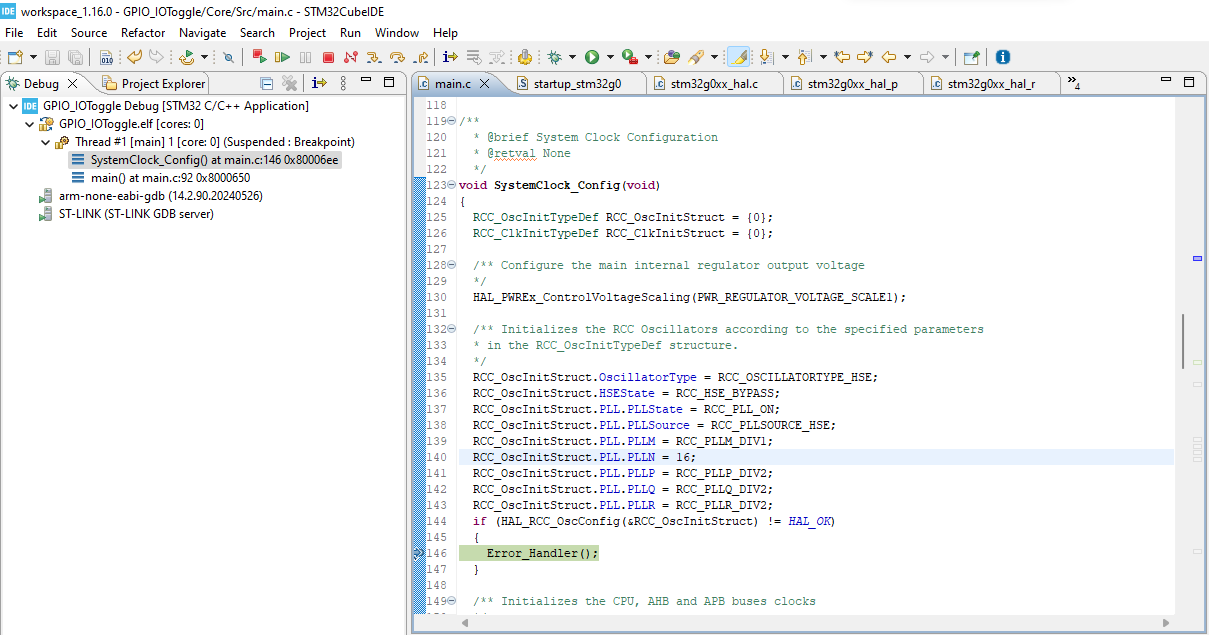 IDE workspace_1.16.0 - GPIO_IOToggle/Core/Src/main.c - STM32CubeIDE
File Edit Source Refactor Navigate Search Project Run Window Help
Debug Project Explorer
IDE GPIO_IOToggle Debug [STM32 C/C++ Application]
GPIO_IOToggle.elf [cores: 0]
Thread #1 [main] 1 [core: 0] (Suspended : Breakpoint)
SystemClock_Config() at main.c:146 0x80006ee
main() at main.c:92 0x8000650
arm-none-eabi-gdb (14.2.90.20240526)
ST-LINK (ST-LINK GDB server)
main.c startup_stm32g0 stm32g0xx_hal.c stm32g0xx_hal_p stm32g0xx_hal_r »4
118
119 /**
120 * @brief System Clock Configuration
121 * @retval None
122 */
123 void SystemClock_Config(void)
124 {
125 RCC_OscInitTypeDef RCC_OscInitStruct = {0};
126 RCC_ClkInitTypeDef RCC_ClkInitStruct = {0};
127
128 /** Configure the main internal regulator output voltage
129 */
130 HAL_PWREx_ControlVoltageScaling(PWR_REGULATOR_VOLTAGE_SCALE1);
131
132 /** Initializes the RCC Oscillators according to the specified parameters
133 * in the RCC_OscInitTypeDef structure.
134 */
135 RCC_OscInitStruct.OscillatorType = RCC_OSCILLATORTYPE_HSE;
136 RCC_OscInitStruct.HSEState = RCC_HSE_BYPASS;
137 RCC_OscInitStruct.PLL.PLLState = RCC_PLL_ON;
138 RCC_OscInitStruct.PLL.PLLSource = RCC_PLLSOURCE_HSE;
139 RCC_OscInitStruct.PLL.PLLM = RCC_PLLM_DIV1;
140 RCC_OscInitStruct.PLL.PLLN = 16;
141 RCC_OscInitStruct.PLL.PLLP = RCC_PLLP_DIV2;
142 RCC_OscInitStruct.PLL.PLLQ = RCC_PLLQ_DIV2;
143 RCC_OscInitStruct.PLL.PLLR = RCC_PLLR_DIV2;
144 if (HAL_RCC_OscConfig(&RCC_OscInitStruct) != HAL_OK)
145 {
146 Error_Handler();
147 }
148
149 /** Initializes the CPU, AHB and APB buses clocks